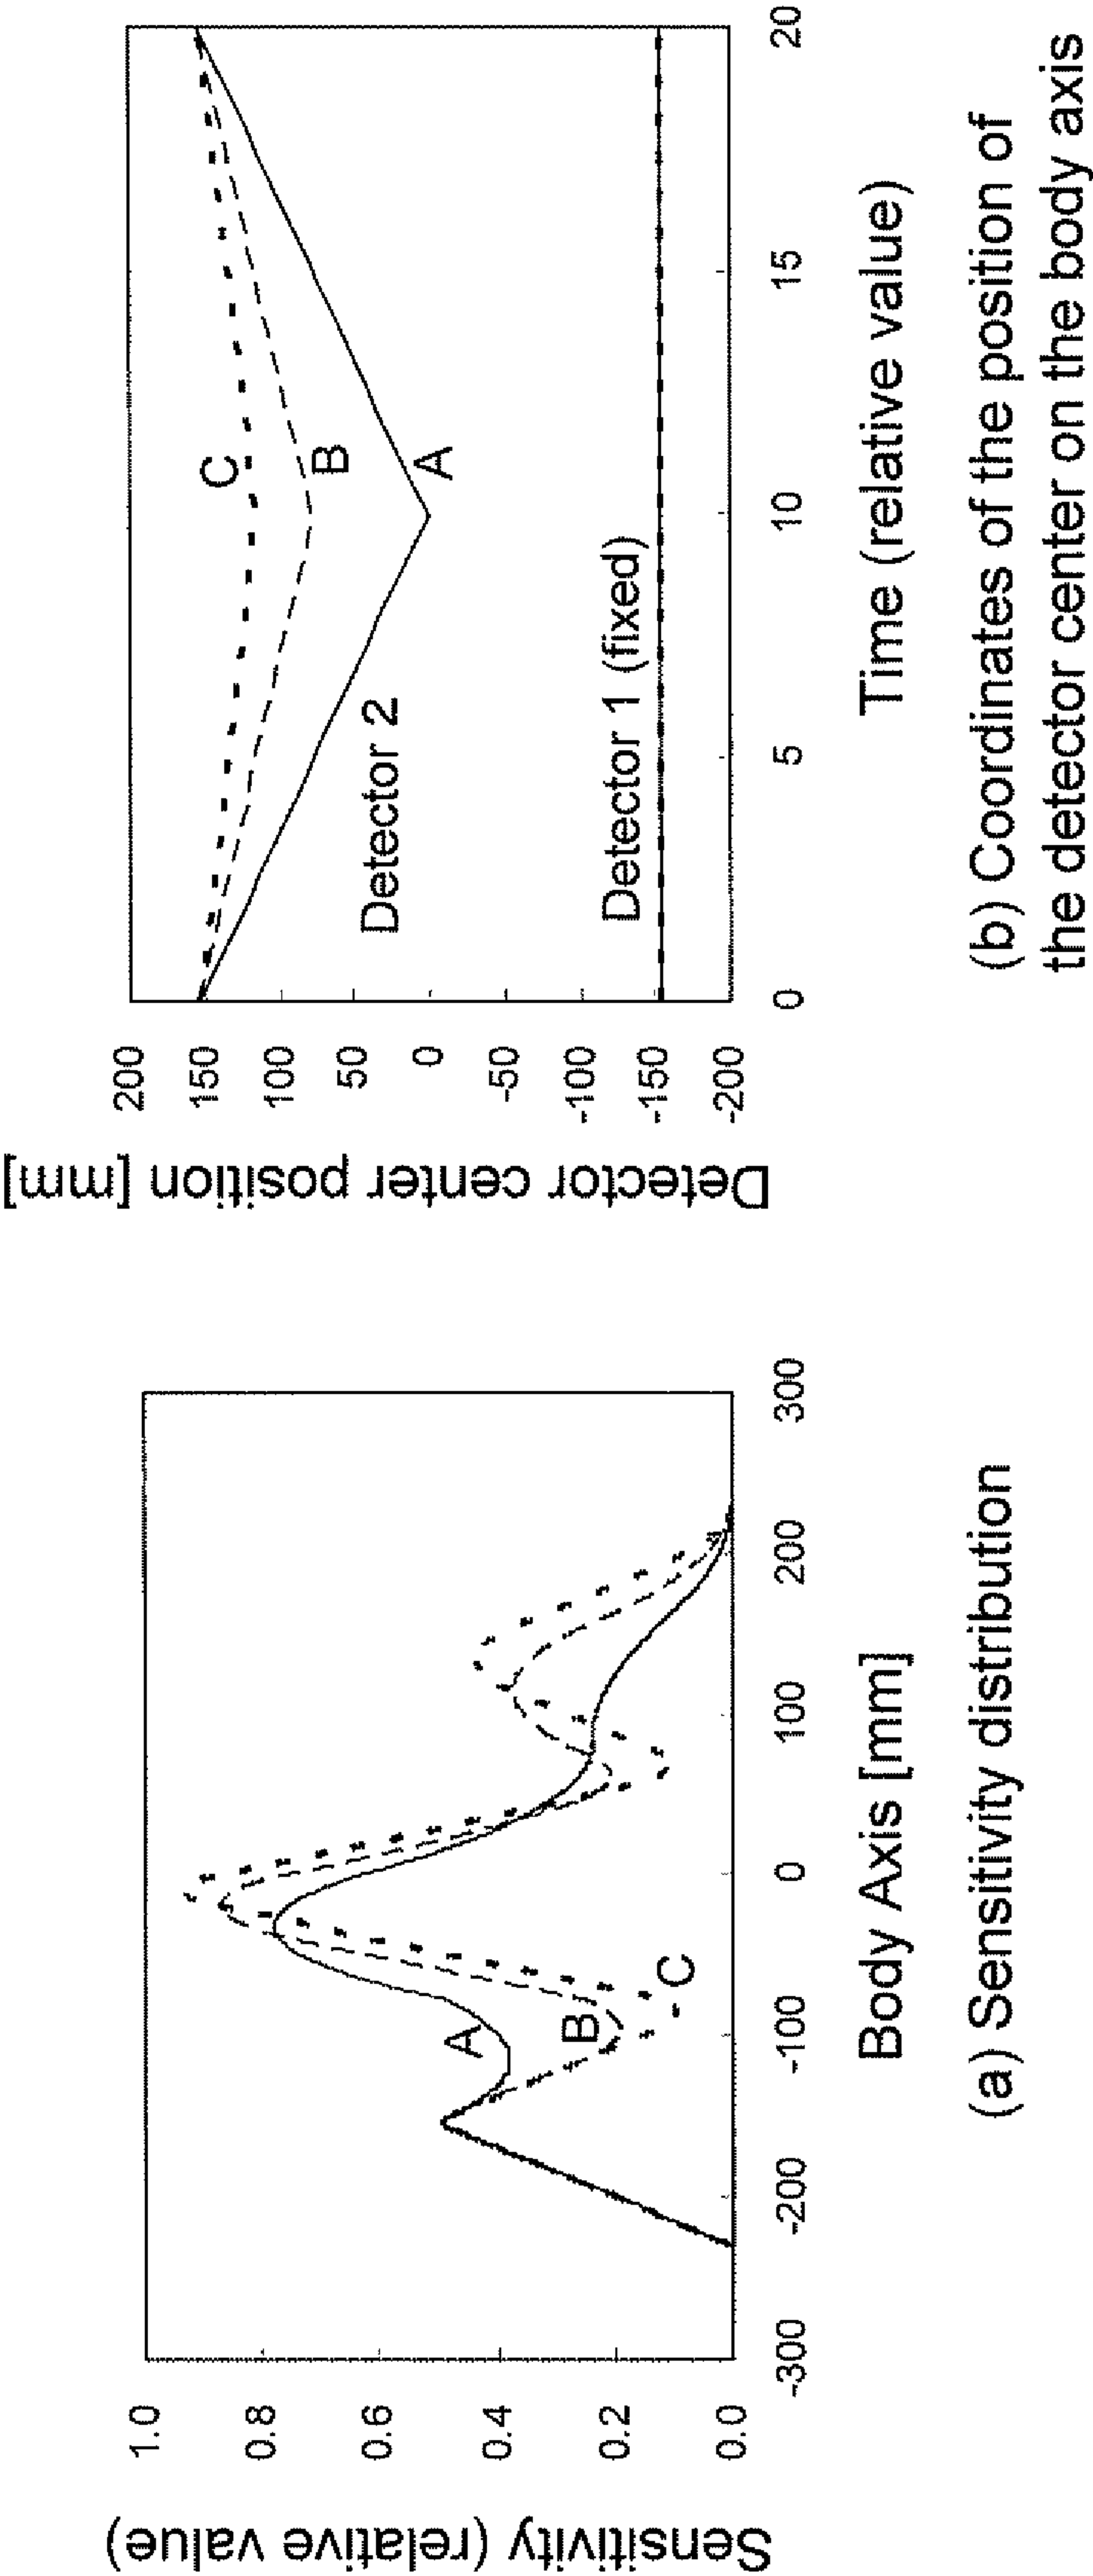 1.0
0.8
0.6
0.4
0.2
0.0
Sensitivity (relative value)
-300
-200
-100
0
100
200
300
A
B
C
Body Axis [mm]
(a) Sensitivity distribution
200
150
100
50
0
-50
-100
-150
-200
Detector center position [mm]
0
5
10
15
20
C
B
A
Detector 2
Detector 1 (fixed)
Time (relative value)
(b) Coordinates of the position of
the detector center on the body axis